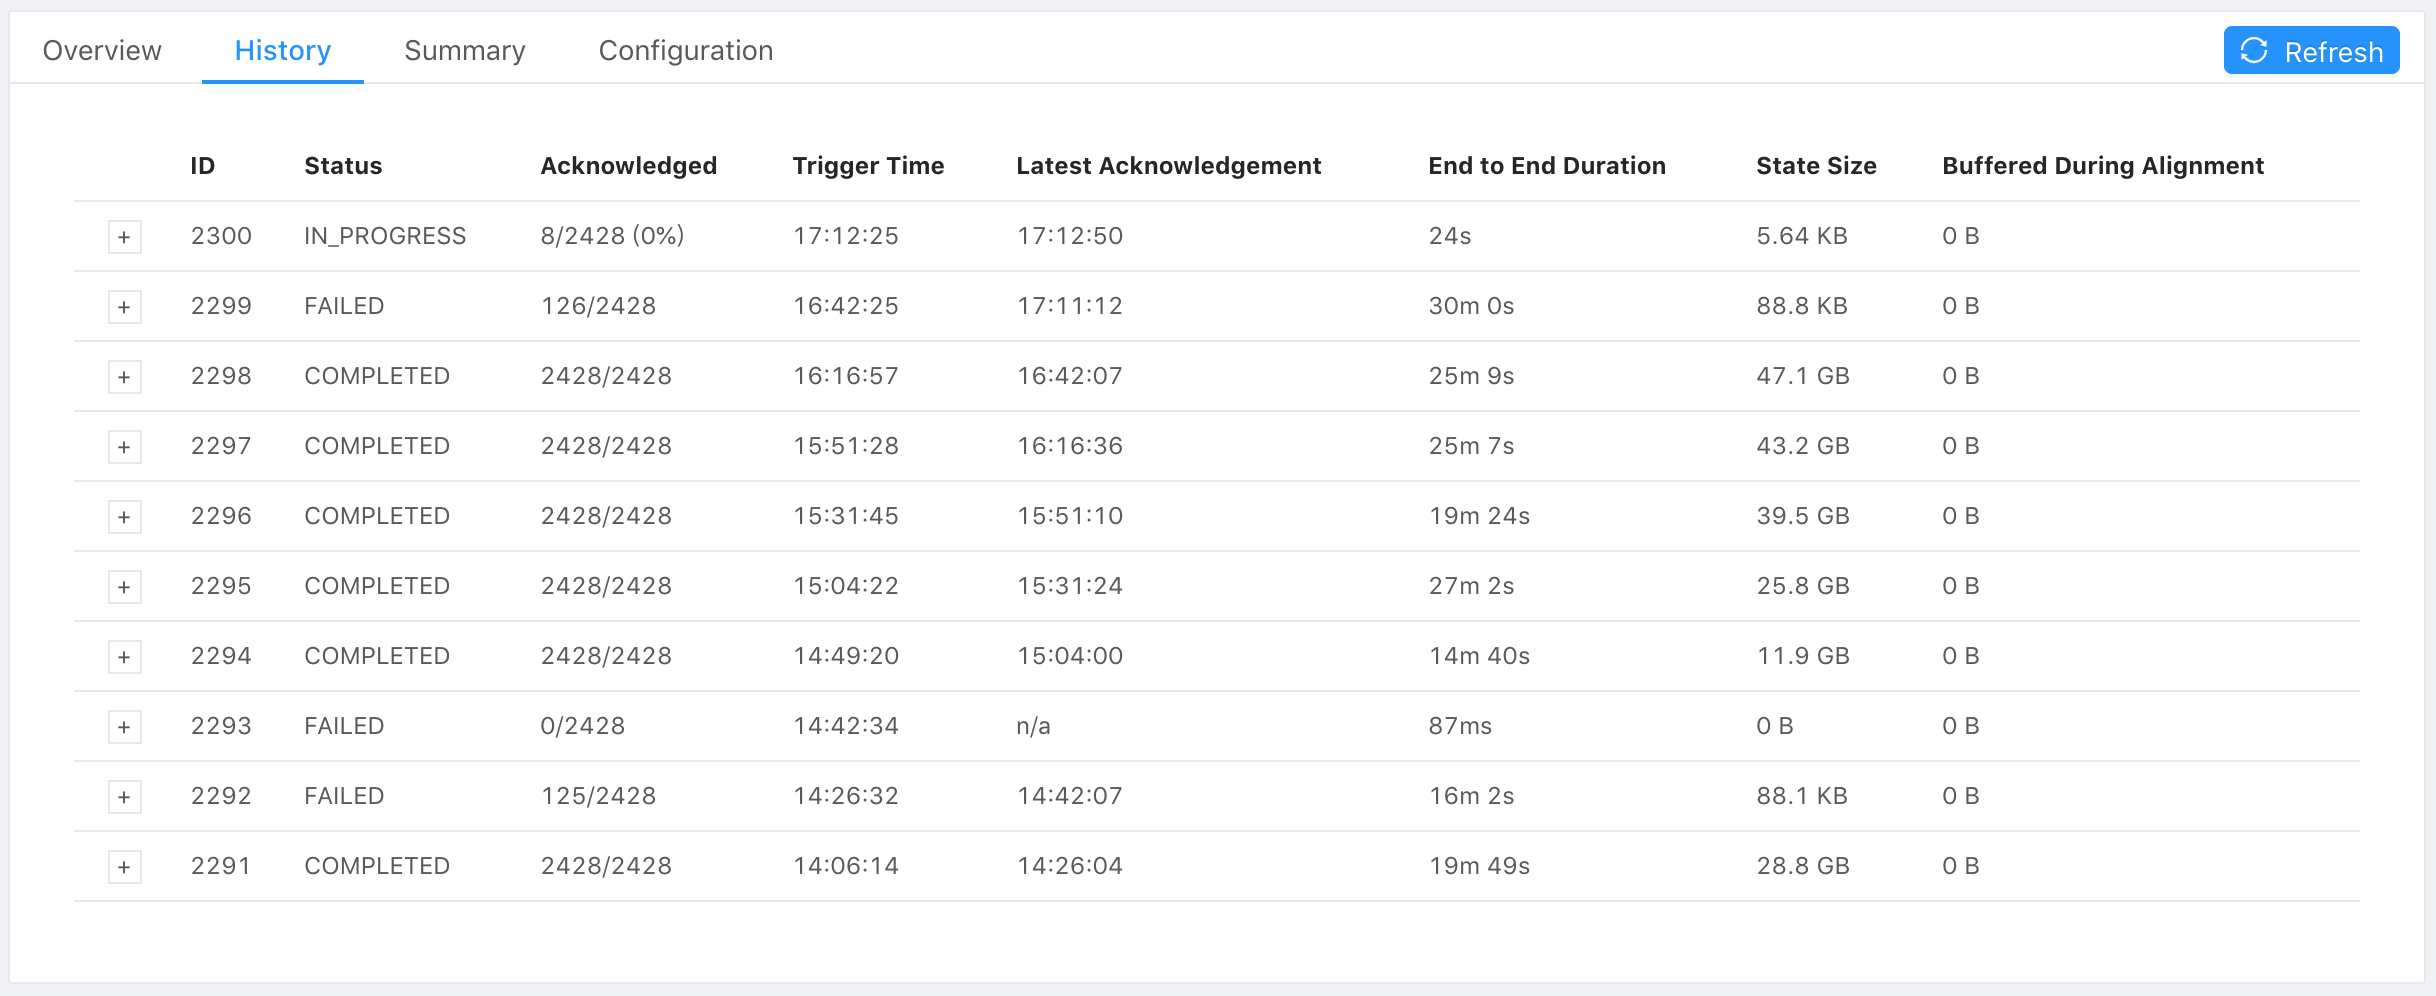 Overview History Summary Configuration Refresh
ID Status Acknowledged Trigger Time Latest Acknowledgement End to End Duration State Size Buffered During Alignment
+ 2300 IN_PROGRESS 8/2428 (0%) 17:12:25 17:12:50 24s 5.64 KB 0 B
+ 2299 FAILED 126/2428 16:42:25 17:11:12 30m 0s 88.8 KB 0 B
+ 2298 COMPLETED 2428/2428 16:16:57 16:42:07 25m 9s 47.1 GB 0 B
+ 2297 COMPLETED 2428/2428 15:51:28 16:16:36 25m 7s 43.2 GB 0 B
+ 2296 COMPLETED 2428/2428 15:31:45 15:51:10 19m 24s 39.5 GB 0 B
+ 2295 COMPLETED 2428/2428 15:04:22 15:31:24 27m 2s 25.8 GB 0 B
+ 2294 COMPLETED 2428/2428 14:49:20 15:04:00 14m 40s 11.9 GB 0 B
+ 2293 FAILED 0/2428 14:42:34 n/a 87ms 0 B 0 B
+ 2292 FAILED 125/2428 14:26:32 14:42:07 16m 2s 88.1 KB 0 B
+ 2291 COMPLETED 2428/2428 14:06:14 14:26:04 19m 49s 28.8 GB 0 B